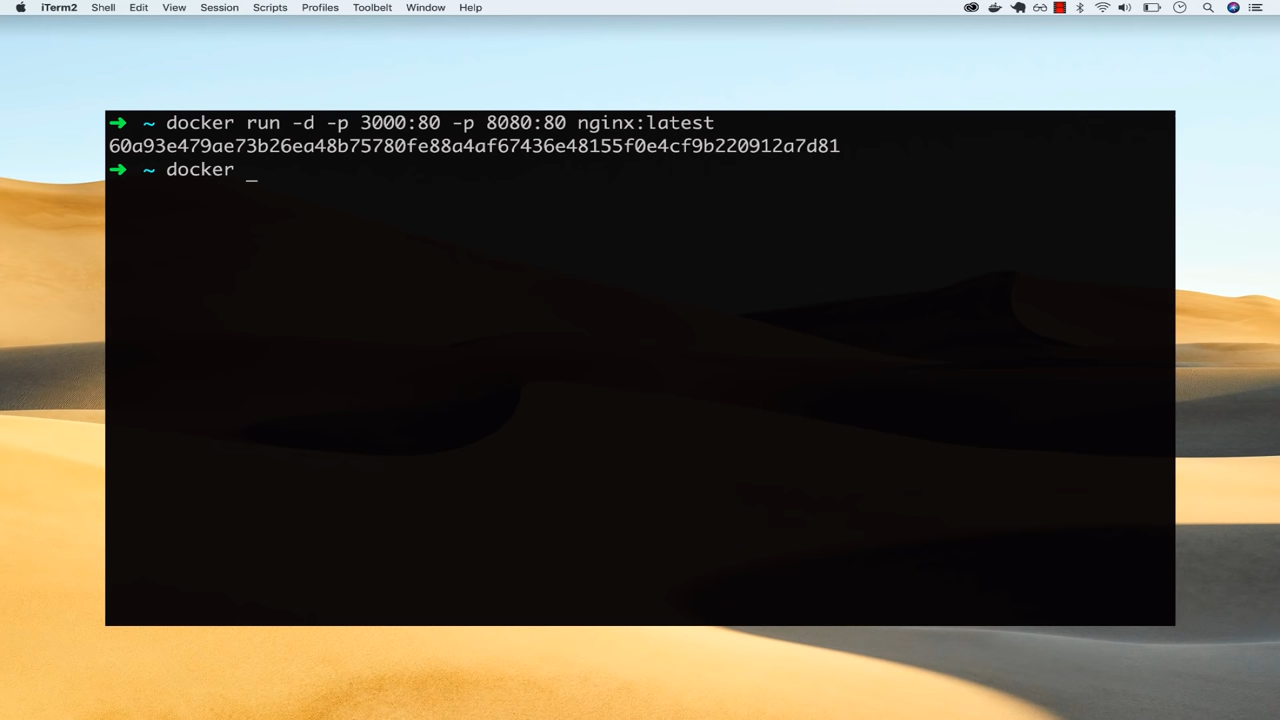 iTerm2 Shell Edit View Session Scripts Profiles Toolbelt Window Help
➜ ~ docker run -d -p 3000:80 -p 8080:80 nginx:latest
60a93e479ae73b26ea48b75780fe88a4af67436e48155f0e4cf9b220912a7d81
➜ ~ docker _